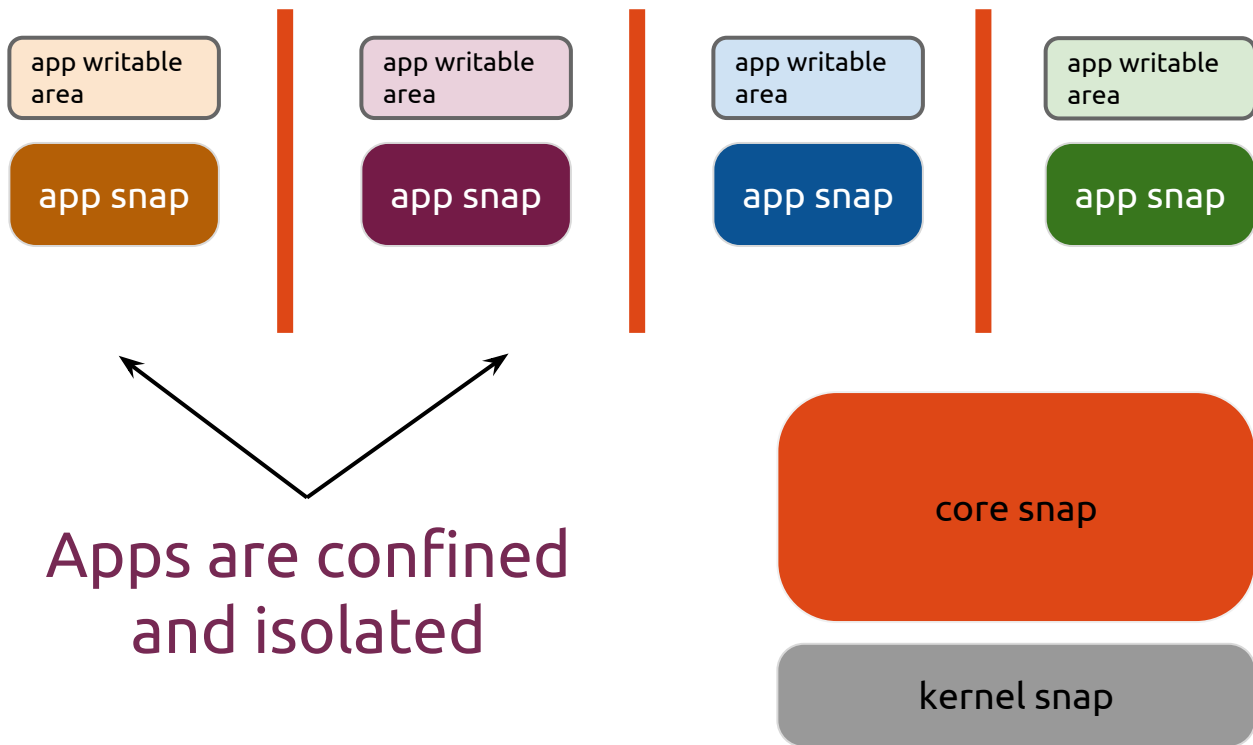 app writable
area
app writable
area
app writable
area
app writable
area
app snap
app snap
app snap
app snap
Apps are confined
and isolated
core snap
kernel snap